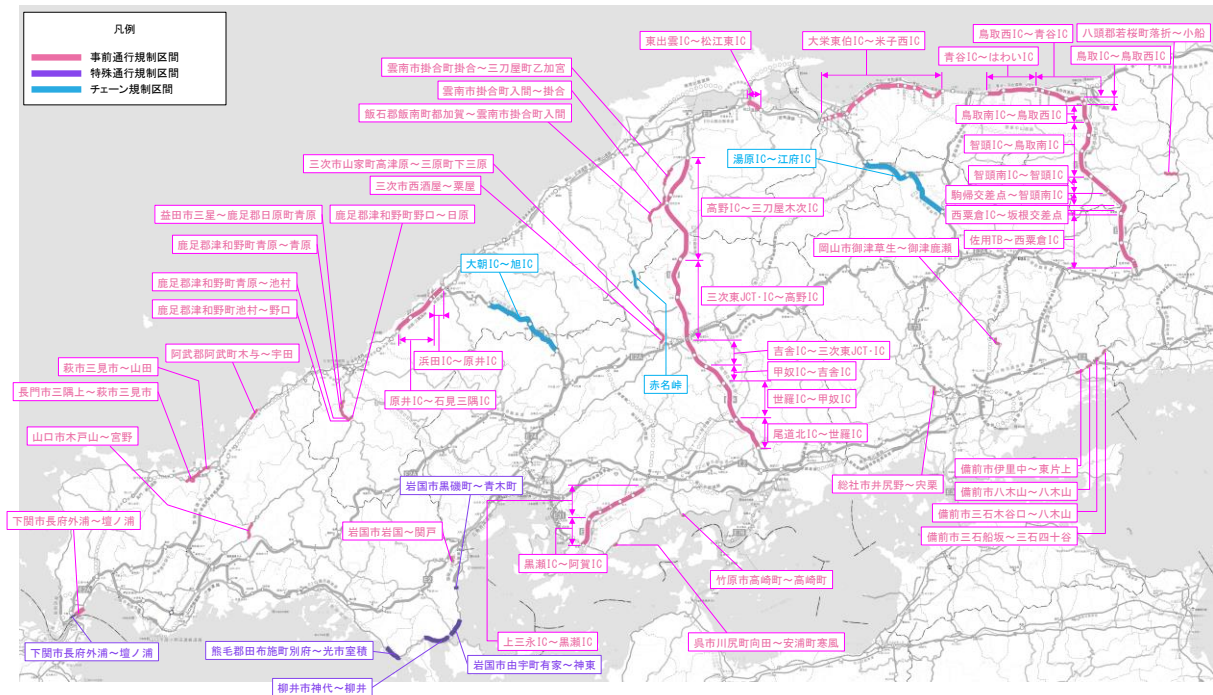 凡例
事前通行規制区間
特殊通行規制区間
チェーン規制区間
東出雲IC～松江東IC
大栄東伯IC～米子西IC
鳥取西IC～青谷IC
八頭郡若桜町落折～小船
青谷IC～はわいIC
鳥取IC～鳥取西IC
雲南市掛合町掛合～三刀屋町乙加宮
雲南市掛合町入間～掛合
飯石郡飯南町都加賀～雲南市掛合町入間
鳥取南IC～鳥取西IC
智頭IC～鳥取南IC
湯原IC～江府IC
三次市山家町高津原～三原町下三原
三次市西酒屋～粟屋
智頭南IC～智頭IC
駒帰交差点～智頭南IC
西粟倉IC～坂根交差点
佐用TB～西粟倉IC
高野IC～三刀屋木次IC
益田市三星～鹿足郡日原町青原
鹿足郡津和野町野口～日原
鹿足郡津和野町青原～青原
岡山市御津草生～御津鹿瀬
大朝IC～旭IC
鹿足郡津和野町青原～池村
鹿足郡津和野町池村～野口
三次東JCT・IC～高野IC
阿武郡阿武町木与～宇田
浜田IC～原井IC
吉舎IC～三次東JCT・IC
甲奴IC～吉舎IC
萩市三見市～山田
長門市三隅上～萩市三見市
原井IC～石見三隅IC
赤名峠
世羅IC～甲奴IC
尾道北IC～世羅IC
山口市木戸山～宮野
備前市伊里中～東片上
総社市井尻野～宍粟
岩国市黒磯町～青木町
備前市八木山～八木山
備前市三石木谷口～八木山
備前市三石船坂～三石四十谷
下関市長府外浦～壇ノ浦
岩国市岩国～関戸
黒瀬IC～阿賀IC
竹原市高崎町～高崎町
上三永IC～黒瀬IC
呉市川尻町向田～安浦町寒風
下関市長府外浦～壇ノ浦
熊毛郡田布施町別府～光市室積
岩国市由宇町有家～神東
柳井市神代～柳井